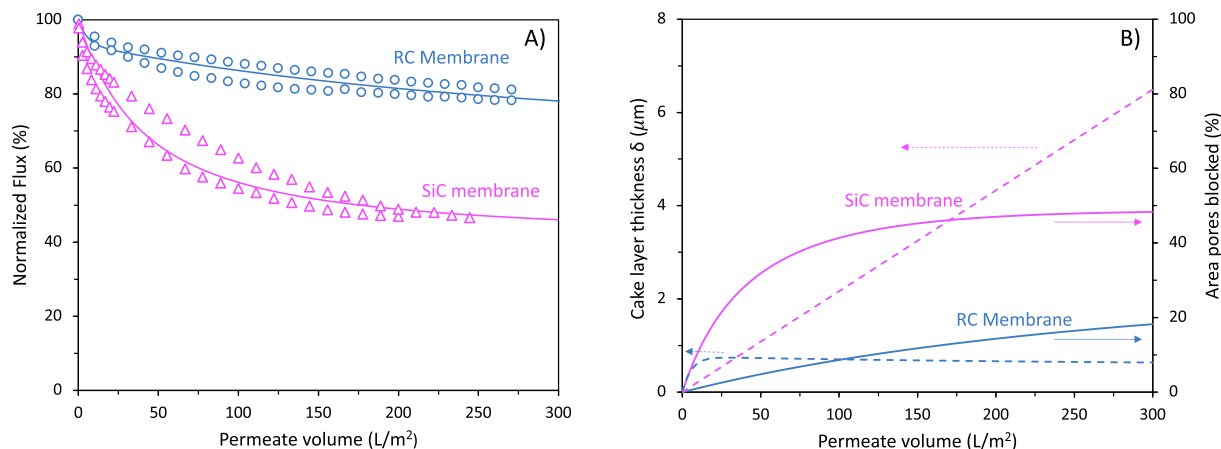 A)
RC Membrane
SiC membrane
Normalized Flux (%)
100
80
60
40
20
0
0 50 100 150 200 250 300
Permeate volume (L/m²)
B)
SiC membrane
RC Membrane
Cake layer thickness δ (μm)
8
6
4
2
0
Area pores blocked (%)
100
80
60
40
20
0
0 50 100 150 200 250 300
Permeate volume (L/m²)